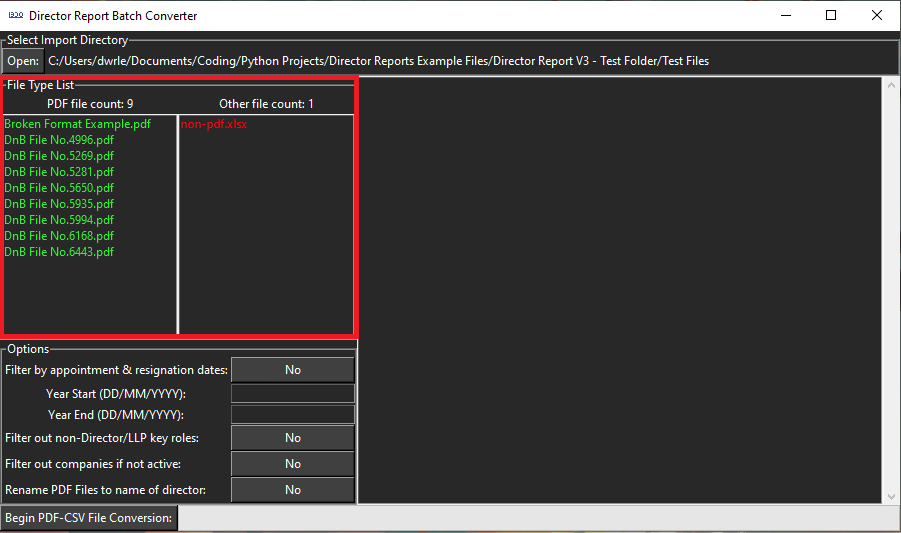 Director Report Batch Converter
Select Import Directory
Open: C:/Users/dwrle/Documents/Coding/Python Projects/Director Reports Example Files/Director Report V3 - Test Folder/Test Files
File Type List
PDF file count: 9 Other file count: 1
Broken Format Example.pdf non-pdf.xlsx
DnB File No.4996.pdf
DnB File No.5269.pdf
DnB File No.5281.pdf
DnB File No.5650.pdf
DnB File No.5935.pdf
DnB File No.5994.pdf
DnB File No.6168.pdf
DnB File No.6443.pdf
Options
Filter by appointment & resignation dates: No
Year Start (DD/MM/YYYY):
Year End (DD/MM/YYYY):
Filter out non-Director/LLP key roles: No
Filter out companies if not active: No
Rename PDF Files to name of director: No
Begin PDF-CSV File Conversion: